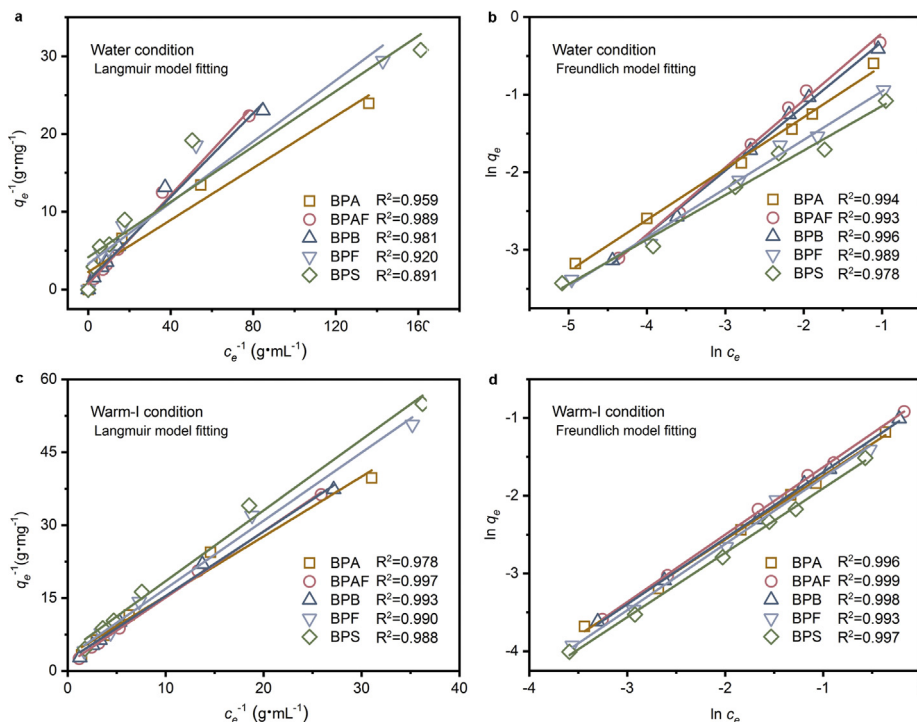 a
Water condition
Langmuir model fitting
30
20
10
0
qe⁻¹ (g•mg⁻¹)
BPA R²=0.959
BPAF R²=0.989
BPB R²=0.981
BPF R²=0.920
BPS R²=0.891
0 40 80 120 160
ce⁻¹ (g•mL⁻¹)
b
Water condition
Freundlich model fitting
0
-1
-2
-3
ln qe
BPA R²=0.994
BPAF R²=0.993
BPB R²=0.996
BPF R²=0.989
BPS R²=0.978
-5 -4 -3 -2 -1
ln ce
c
Warm-I condition
Langmuir model fitting
60
45
30
15
0
qe⁻¹(g•mg⁻¹)
BPA R²=0.978
BPAF R²=0.997
BPB R²=0.993
BPF R²=0.990
BPS R²=0.988
0 10 20 30 40
ce⁻¹ (g•mL⁻¹)
d
Warm-I condition
Freundlich model fitting
-1
-2
-3
-4
ln qe
BPA R²=0.996
BPAF R²=0.999
BPB R²=0.998
BPF R²=0.993
BPS R²=0.997
-4 -3 -2 -1
ln ce